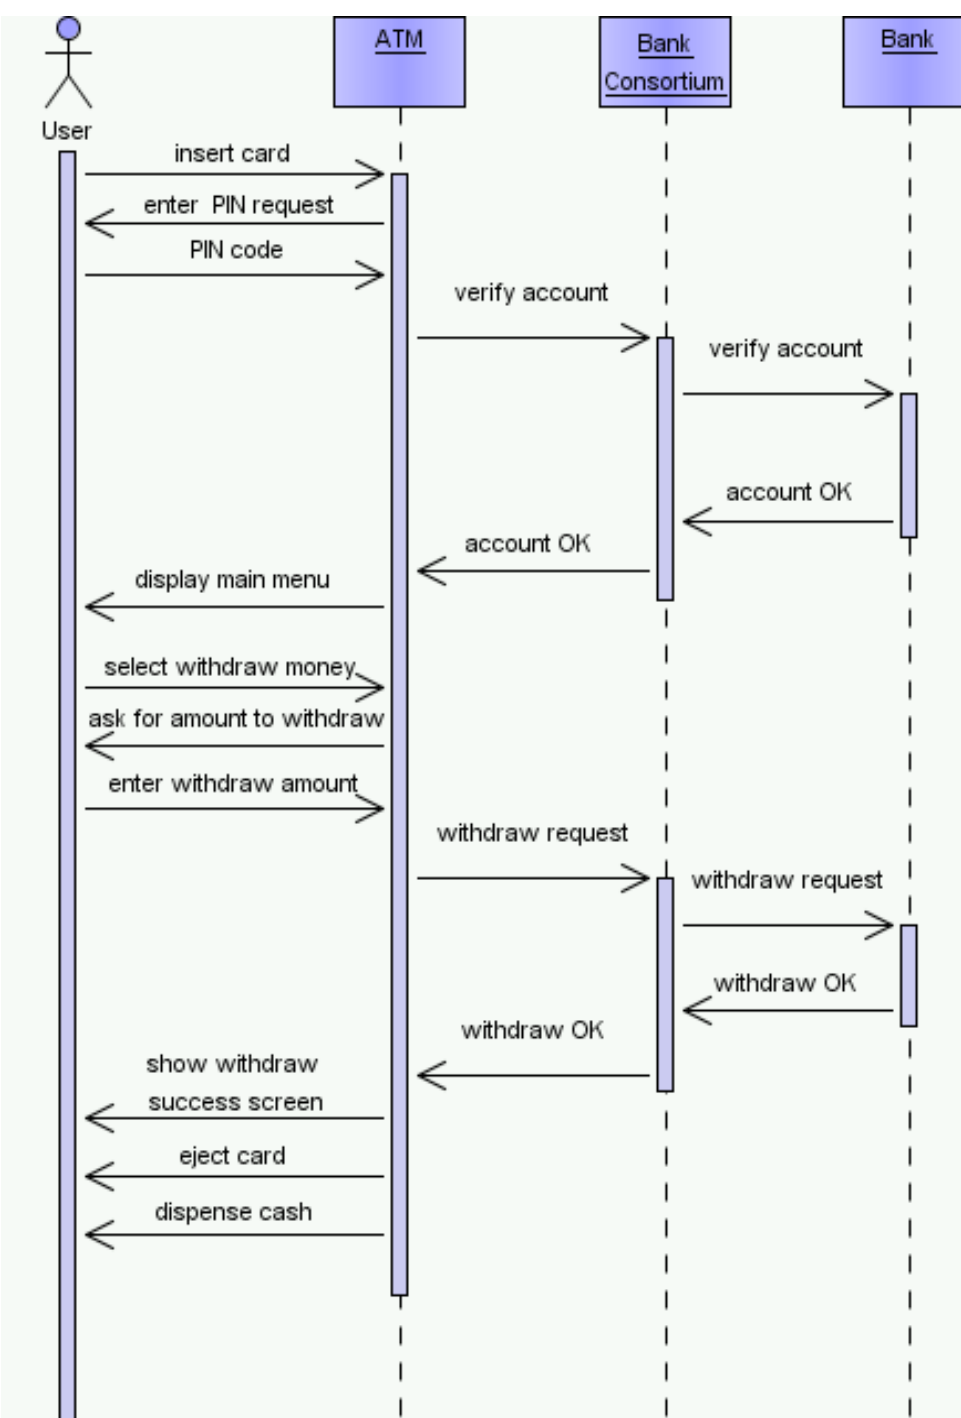 ATM
Bank
Bank
Consortium
User
insert card
enter PIN request
PIN code
verify account
verify account
account OK
account OK
display main menu
select withdraw money
ask for amount to withdraw
enter withdraw amount
withdraw request
withdraw request
withdraw OK
withdraw OK
show withdraw
success screen
eject card
dispense cash